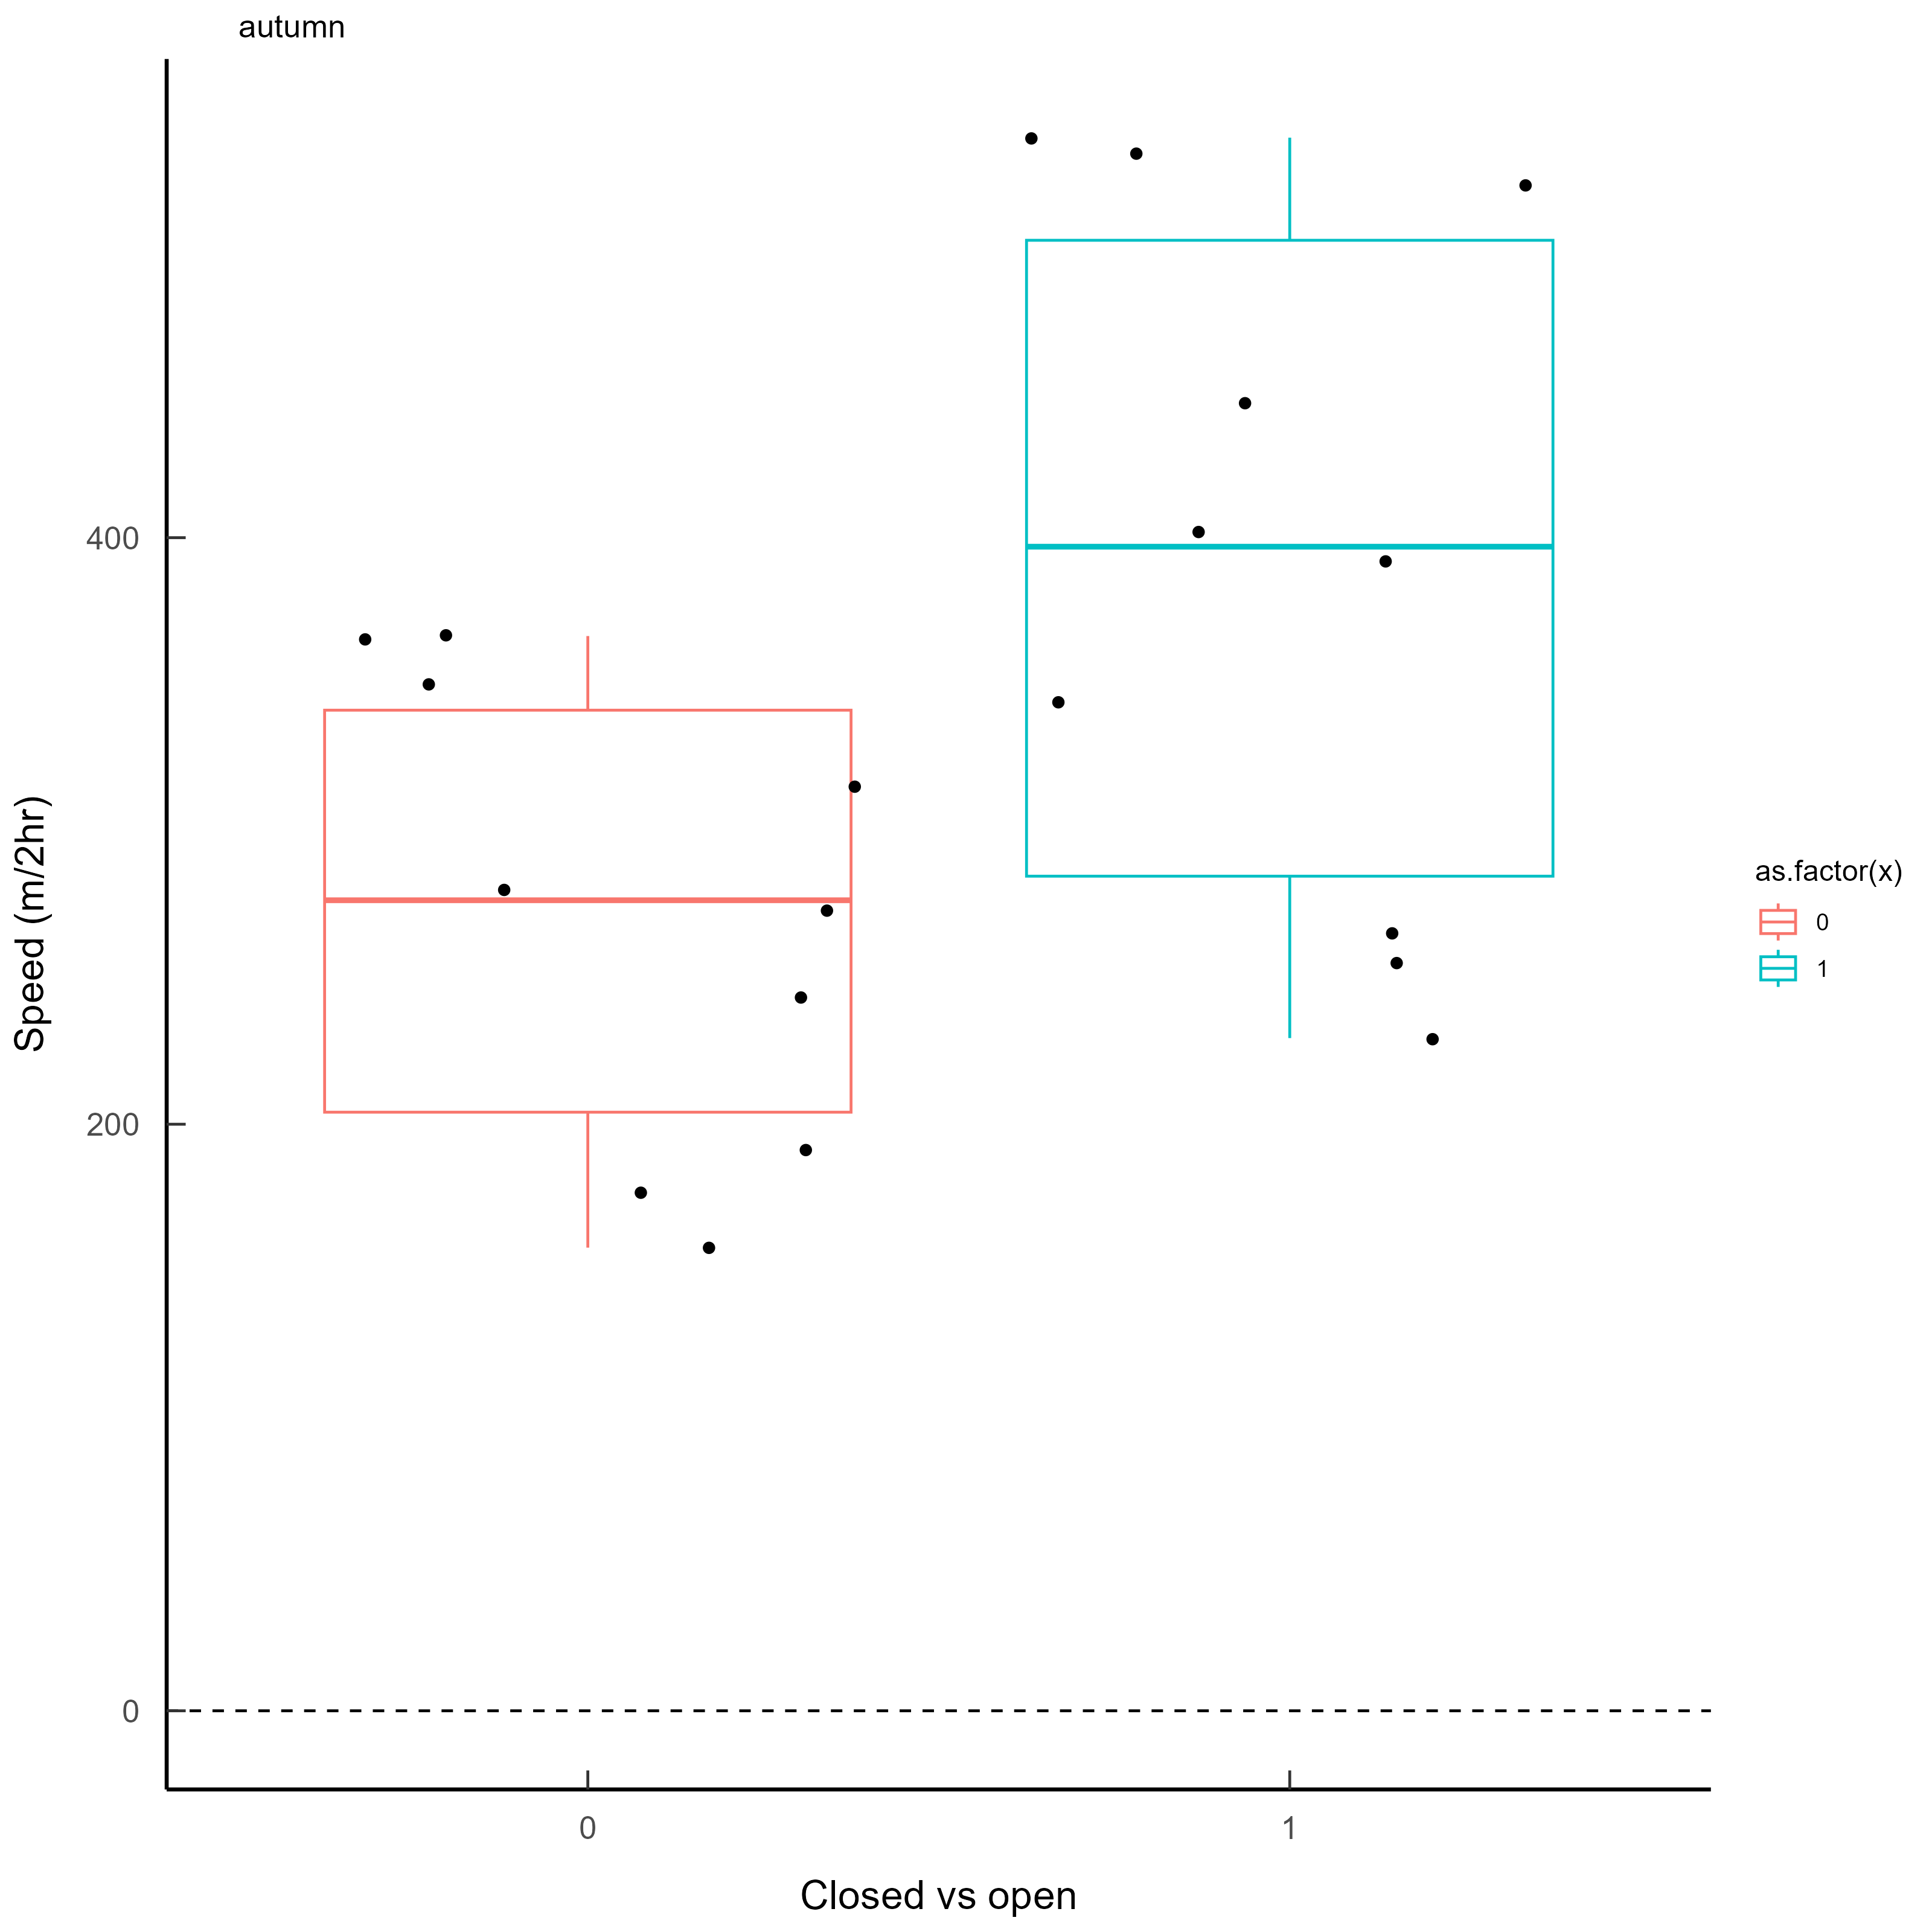 autumn
Speed (m/2hr)
400
200
0
0
1
Closed vs open
as.factor(x)
0
1